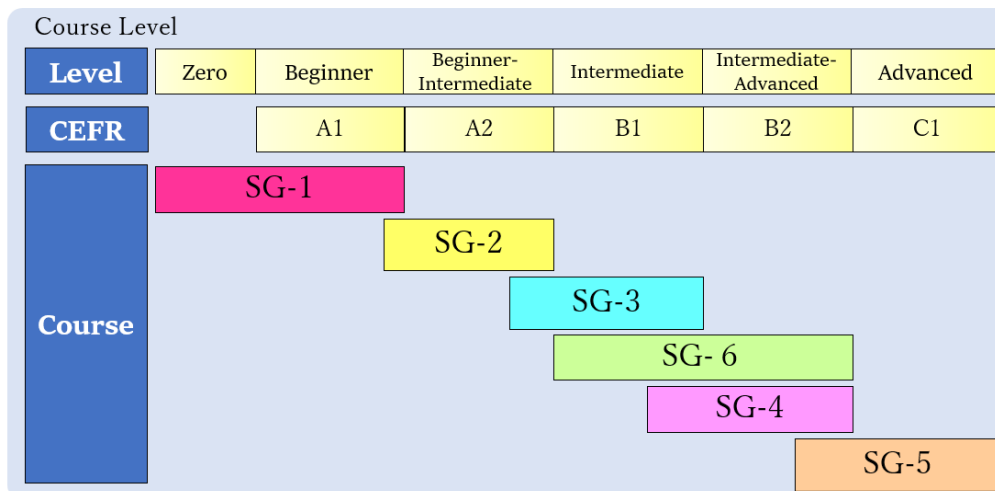 Course Level
Level
Zero
Beginner
Beginner-
Intermediate
Intermediate
Intermediate-
Advanced
Advanced
CEFR
A1
A2
B1
B2
C1
Course
SG-1
SG-2
SG-3
SG- 6
SG-4
SG-5